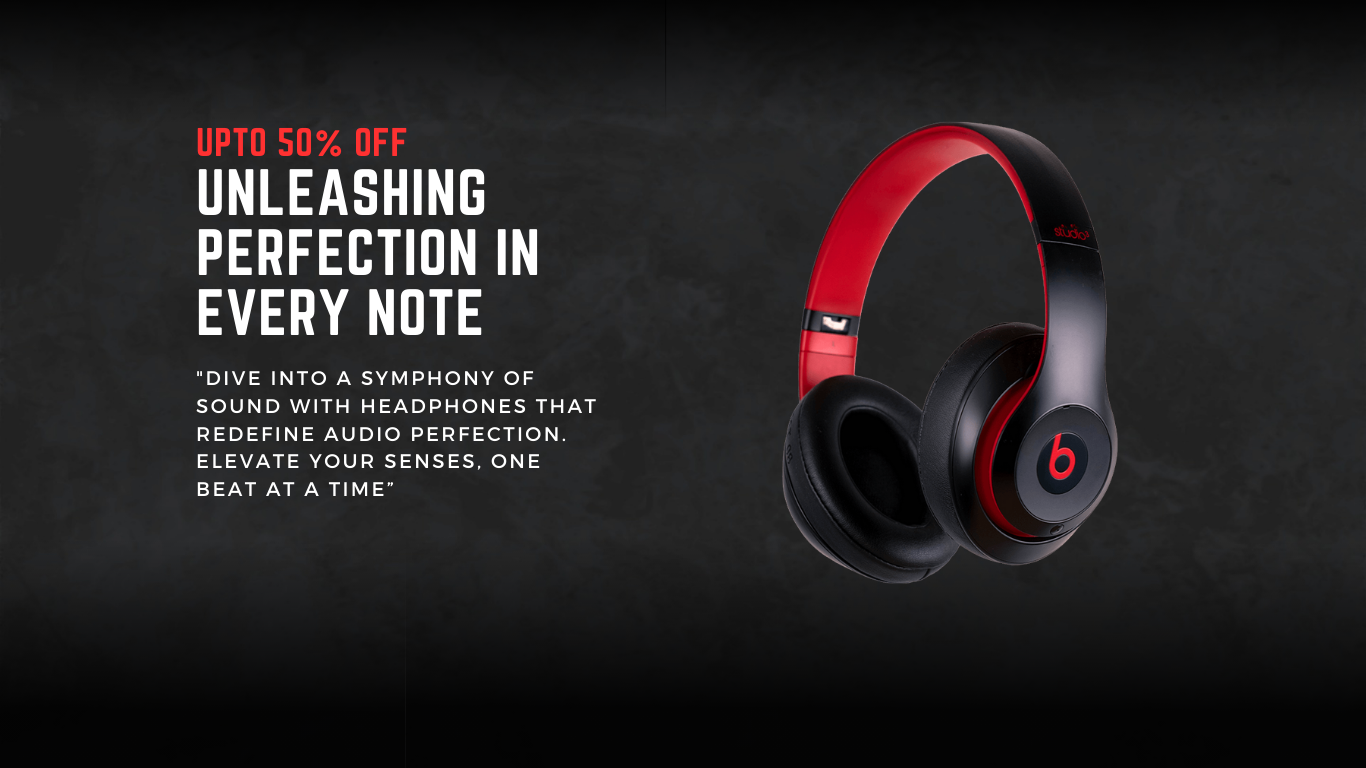 UPTO 50% OFF
UNLEASHING
PERFECTION IN
EVERY NOTE
"DIVE INTO A SYMPHONY OF
SOUND WITH HEADPHONES THAT
REDEFINE AUDIO PERFECTION.
ELEVATE YOUR SENSES, ONE
BEAT AT A TIME”
studio³
b